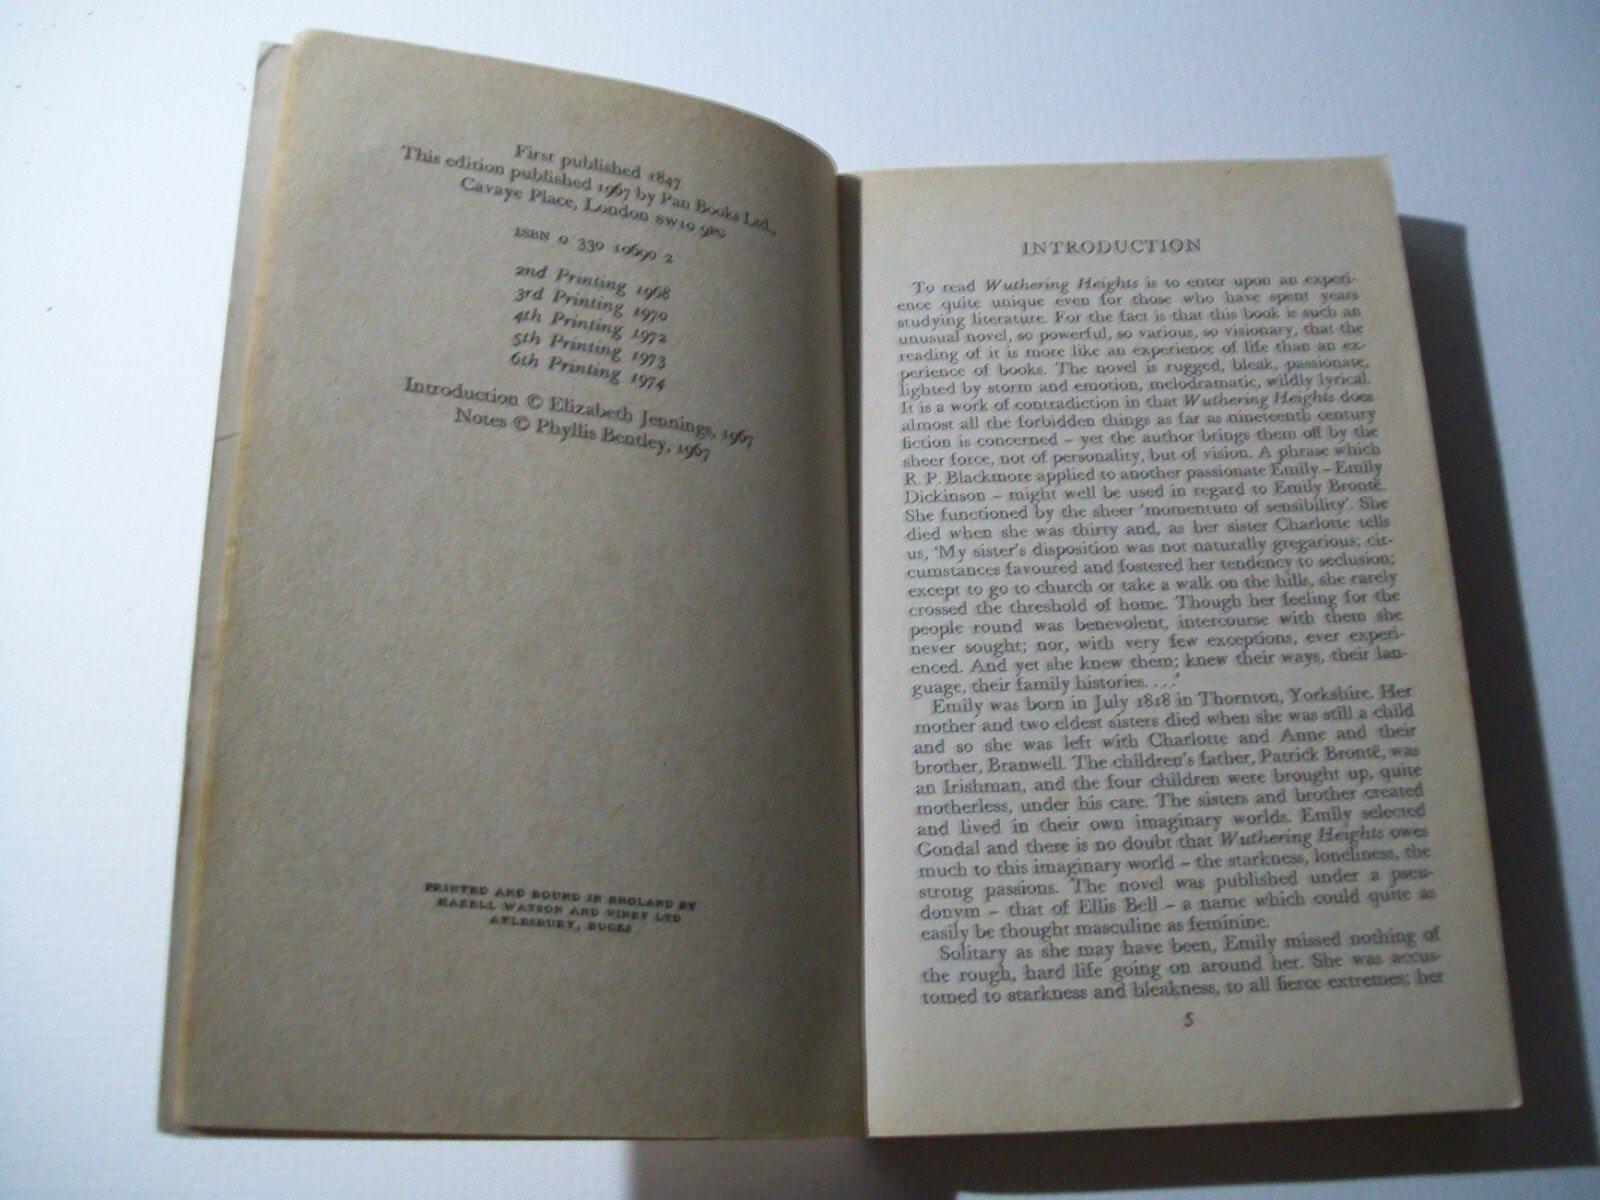 First published 1847
This edition published 1967 by Pan Books Ltd.,
Cavaye Place, London SW10 9PG
ISBN 0 330 10690 2
2nd Printing 1968
3rd Printing 1970
4th Printing 1972
5th Printing 1973
6th Printing 1974
Introduction © Elizabeth Jennings, 1967
Notes © Phyllis Bentley, 1967
PRINTED AND BOUND IN ENGLAND BY
HAZELL WATSON AND VINEY LTD
AYLESBURY, BUCKS
INTRODUCTION
To read Wuthering Heights is to enter upon an experi-
ence quite unique even for those who have spent years
studying literature. For the fact is that this book is such an
unusual novel, so powerful, so various, so visionary, that the
reading of it is more like an experience of life than an ex-
perience of books. The novel is rugged, bleak, passionate,
lighted by storm and emotion, melodramatic, wildly lyrical.
It is a work of contradiction in that Wuthering Heights does
almost all the forbidden things as far as nineteenth century
fiction is concerned – yet the author brings them off by the
sheer force, not of personality, but of vision. A phrase which
R. P. Blackmore applied to another passionate Emily – Emily
Dickinson – might well be used in regard to Emily Brontë.
She functioned by the sheer 'momentum of sensibility'. She
died when she was thirty and, as her sister Charlotte tells
us, 'My sister's disposition was not naturally gregarious; cir-
cumstances favoured and fostered her tendency to seclusion;
except to go to church or take a walk on the hills, she rarely
crossed the threshold of home. Though her feeling for the
people round was benevolent, intercourse with them she
never sought; nor, with very few exceptions, ever experi-
enced. And yet she knew them; knew their ways, their lan-
guage, their family histories. . . .'
Emily was born in July 1818 in Thornton, Yorkshire. Her
mother and two eldest sisters died when she was still a child
and so she was left with Charlotte and Anne and their
brother, Branwell. The children's father, Patrick Brontë, was
an Irishman, and the four children were brought up, quite
motherless, under his care. The sisters and brother created
and lived in their own imaginary worlds. Emily selected
Gondal and there is no doubt that Wuthering Heights owes
much to this imaginary world – the starkness, loneliness, the
strong passions. The novel was published under a pseu-
donym – that of Ellis Bell – a name which could quite as
easily be thought masculine as feminine.
Solitary as she may have been, Emily missed nothing of
the rough, hard life going on around her. She was accus-
tomed to starkness and bleakness, to all fierce extremes; her
5